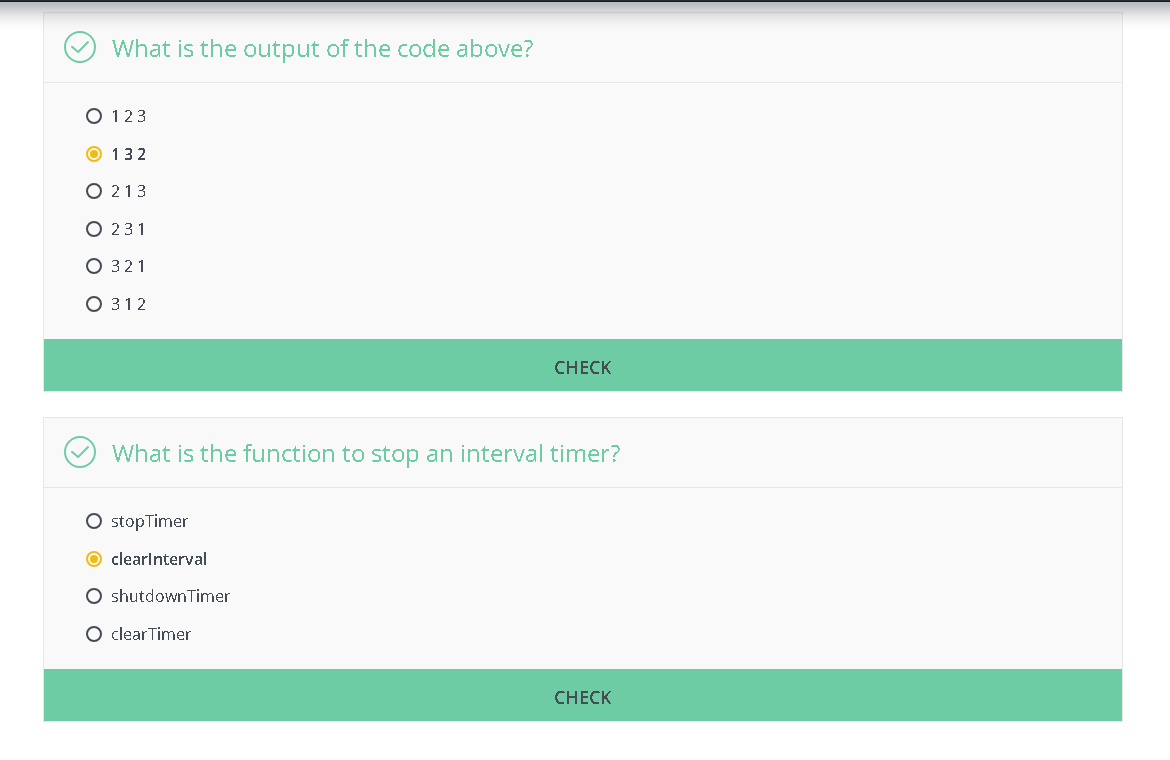 What is the output of the code above?
1 2 3
1 3 2
2 1 3
2 3 1
3 2 1
3 1 2
CHECK
What is the function to stop an interval timer?
stopTimer
clearInterval
shutdownTimer
clearTimer
CHECK